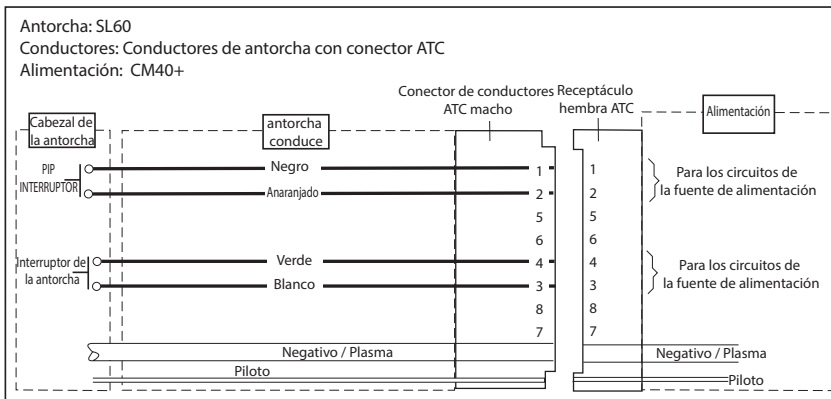 Antorcha: SL60
Conductores: Conductores de antorcha con conector ATC
Alimentación: CM40+
Conector de conductores
ATC macho
Receptáculo
hembra ATC
Cabezal de
la antorcha
antorcha
conduce
Alimentación
PIP
INTERRUPTOR
Negro
Anaranjado
1
2
5
6
4
3
8
7
1
2
5
6
4
3
8
7
Para los circuitos de
la fuente de alimentación
Interruptor de
la antorcha
Verde
Blanco
Para los circuitos de
la fuente de alimentación
Negativo / Plasma
Negativo / Plasma
Piloto
Piloto